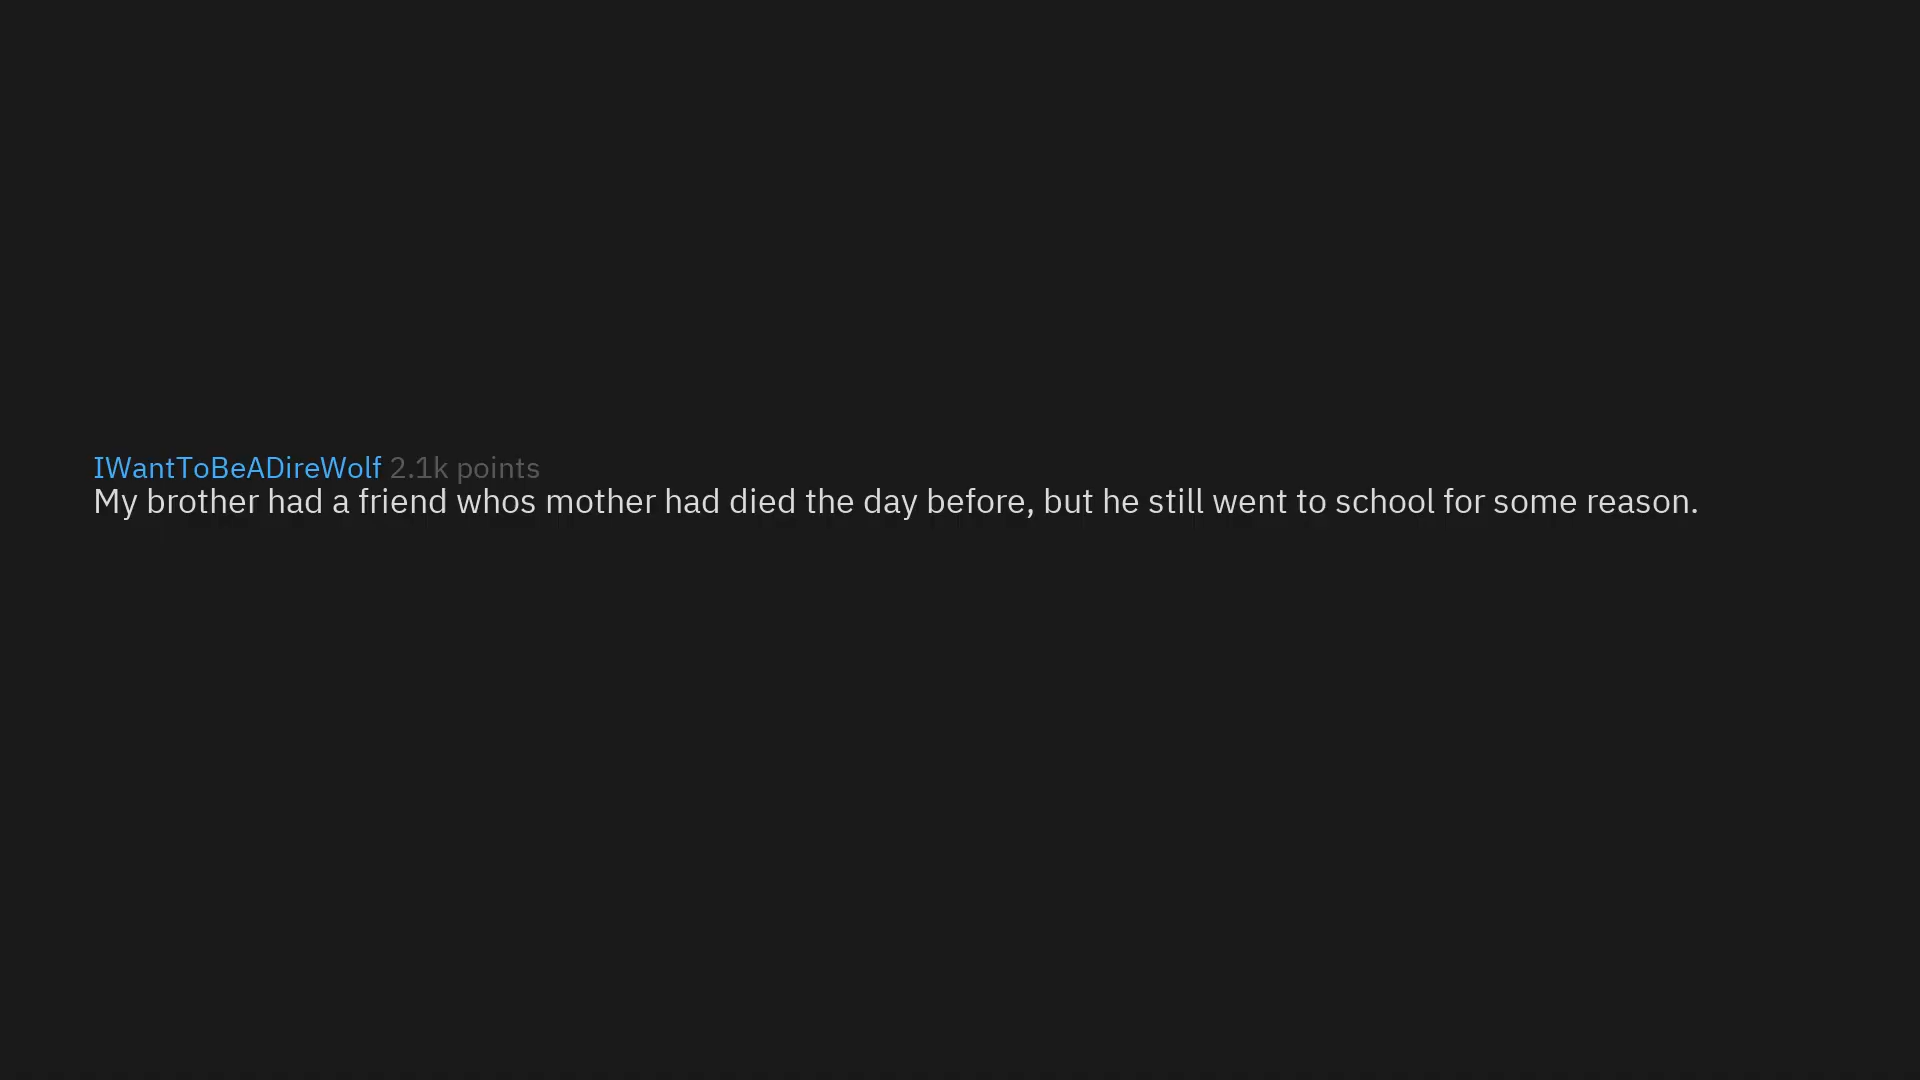 IWantToBeADireWolf 2.1k points
My brother had a friend whos mother had died the day before, but he still went to school for some reason.